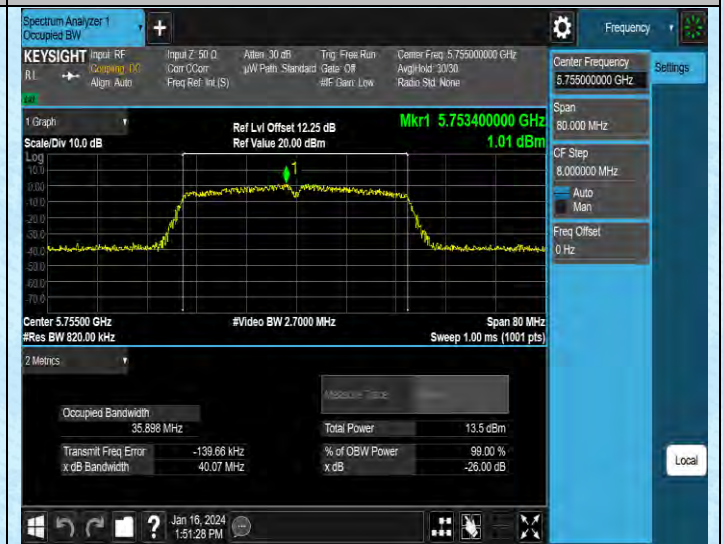 Spectrum Analyzer 1
Occupied BW
Frequency
KEYSIGHT Input: RF Input Z: 50 Ω Atten: 30 dB Trig: Free Run Center Freq: 5.755000000 GHz
Coupling: DC Corr CCorr µW Path: Standard Gate: Off Avg|Hold: 30/30
Align: Auto Freq Ref: Int (S) #IF Gain: Low Radio Std: None
Center Frequency
5.755000000 GHz
Settings
Span
80.000 MHz
CF Step
8.000000 MHz
Auto
Man
Freq Offset
0 Hz
1 Graph
Scale/Div 10.0 dB
Ref Lvl Offset 12.25 dB
Ref Value 20.00 dBm
Mkr1 5.753400000 GHz
1.01 dBm
Log
10.0
0.00
-10.0
-20.0
-30.0
-40.0
-50.0
-60.0
-70.0
1
Center 5.75500 GHz
#Video BW 2.7000 MHz
Span 80 MHz
#Res BW 820.00 kHz
Sweep 1.00 ms (1001 pts)
2 Metrics
Measure Trace
Occupied Bandwidth
35.898 MHz
Total Power 13.5 dBm
Transmit Freq Error -139.66 kHz
% of OBW Power 99.00 %
x dB Bandwidth 40.07 MHz
x dB -26.00 dB
Local
?
Jan 16, 2024
1:51:28 PM